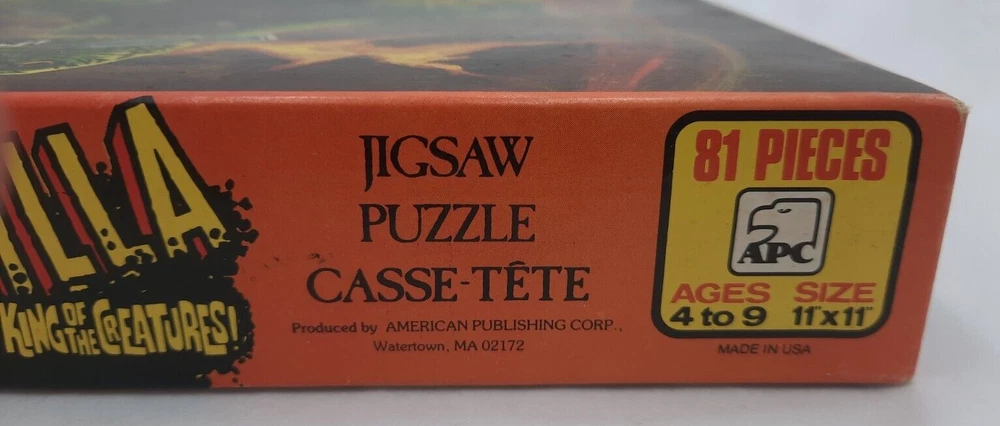 ILLA
KING OF THE CREATURES!
JIGSAW
PUZZLE
CASSE-TÊTE
Produced by AMERICAN PUBLISHING CORP.,
Watertown, MA 02172
81 PIECES
APC
AGES SIZE
4 to 9 11"x11"
MADE IN USA